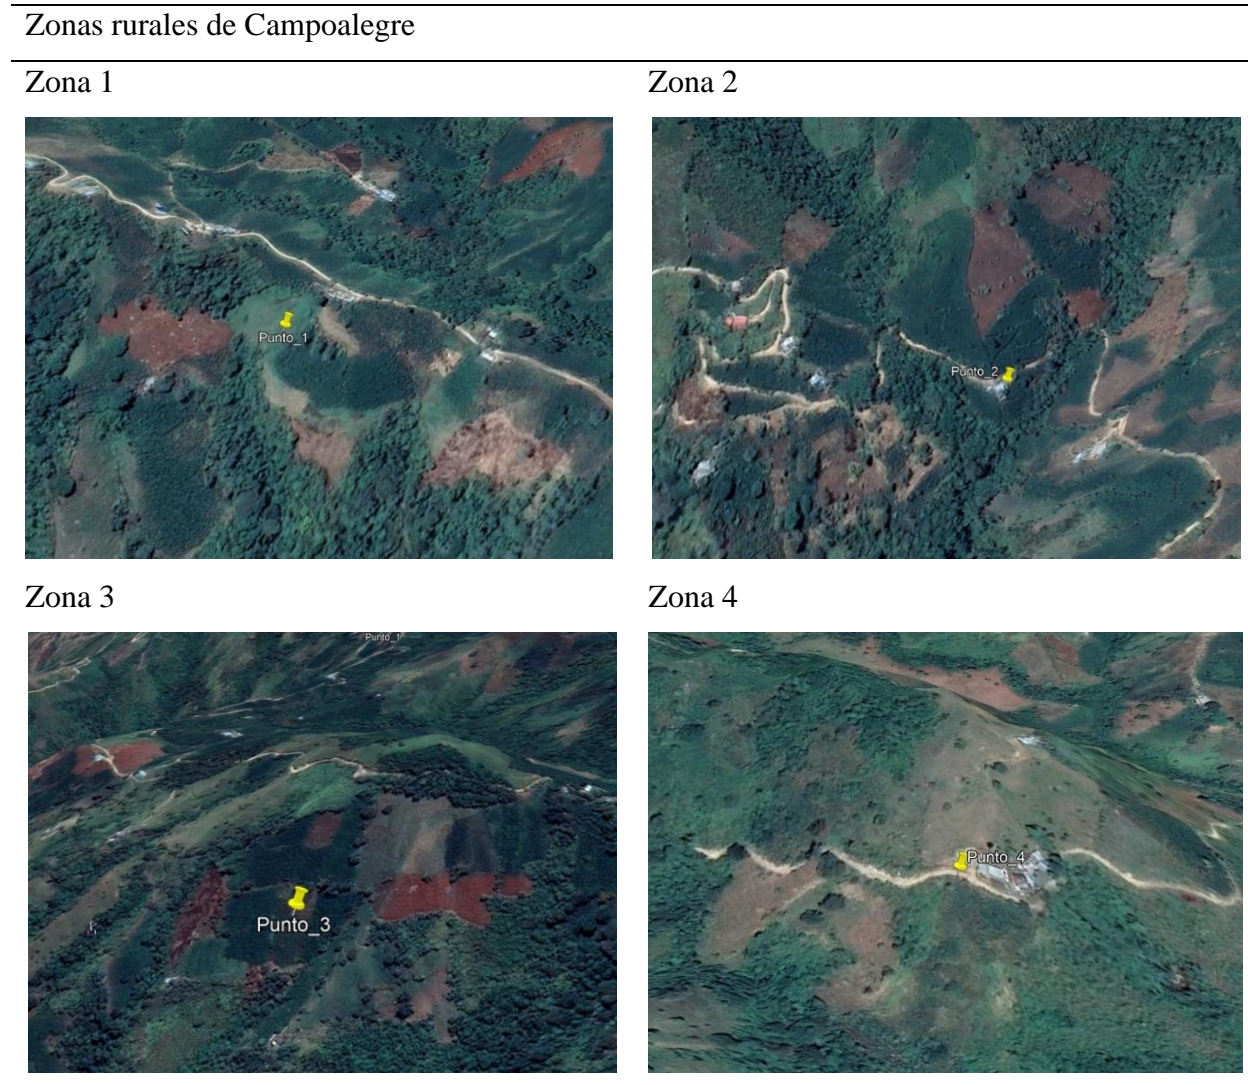 Zonas rurales de Campoalegre
Zona 1
Zona 2
Punto_1
Punto_2
Zona 3
Zona 4
Punto_1
Punto_3
Punto_4